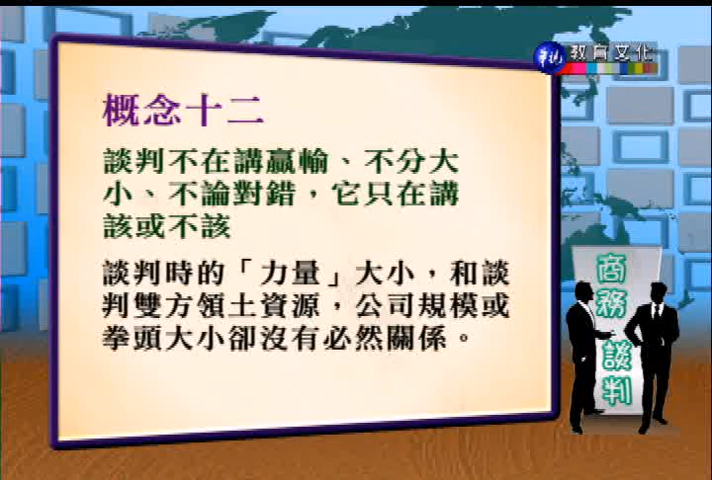 華視
教育文化
概念十二
談判不在講贏輸、不分大
小、不論對錯，它只在講
該或不該
談判時的「力量」大小，和談
判雙方領土資源，公司規模或
拳頭大小卻沒有必然關係。
商務談判